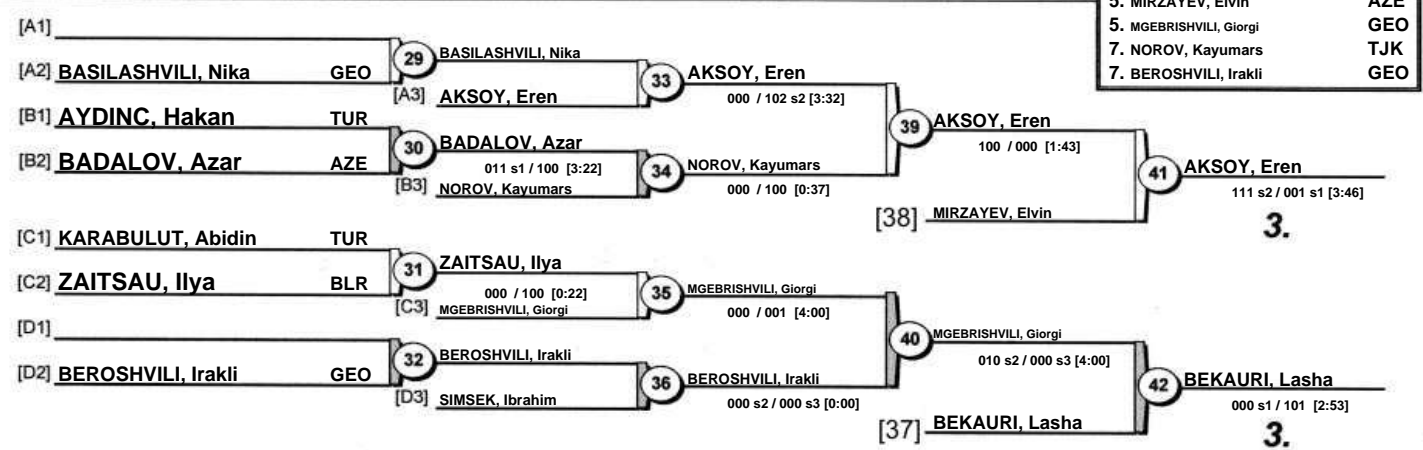 5. MIRZAYEV, Elvin AZE
5. MGEBRISHVILI, Giorgi GEO
7. NOROV, Kayumars TJK
7. BEROSHVILI, Irakli GEO
[A1]
[A2] BASILASHVILI, Nika GEO
29
BASILASHVILI, Nika
[A3] AKSOY, Eren
33
AKSOY, Eren
000 / 102 s2 [3:32]
[B1] AYDINC, Hakan TUR
[B2] BADALOV, Azar AZE
30
BADALOV, Azar
011 s1 / 100 [3:22]
[B3] NOROV, Kayumars
34
NOROV, Kayumars
000 / 100 [0:37]
39
AKSOY, Eren
100 / 000 [1:43]
[38] MIRZAYEV, Elvin
41
AKSOY, Eren
111 s2 / 001 s1 [3:46]
3.
[C1] KARABULUT, Abidin TUR
[C2] ZAITSAU, Ilya BLR
31
ZAITSAU, Ilya
000 / 100 [0:22]
[C3] MGEBRISHVILI, Giorgi
35
MGEBRISHVILI, Giorgi
000 / 001 [4:00]
[D1]
[D2] BEROSHVILI, Irakli GEO
32
BEROSHVILI, Irakli
[D3] SIMSEK, Ibrahim
36
BEROSHVILI, Irakli
000 s2 / 000 s3 [0:00]
40
MGEBRISHVILI, Giorgi
010 s2 / 000 s3 [4:00]
[37] BEKAURI, Lasha
42
BEKAURI, Lasha
000 s1 / 101 [2:53]
3.